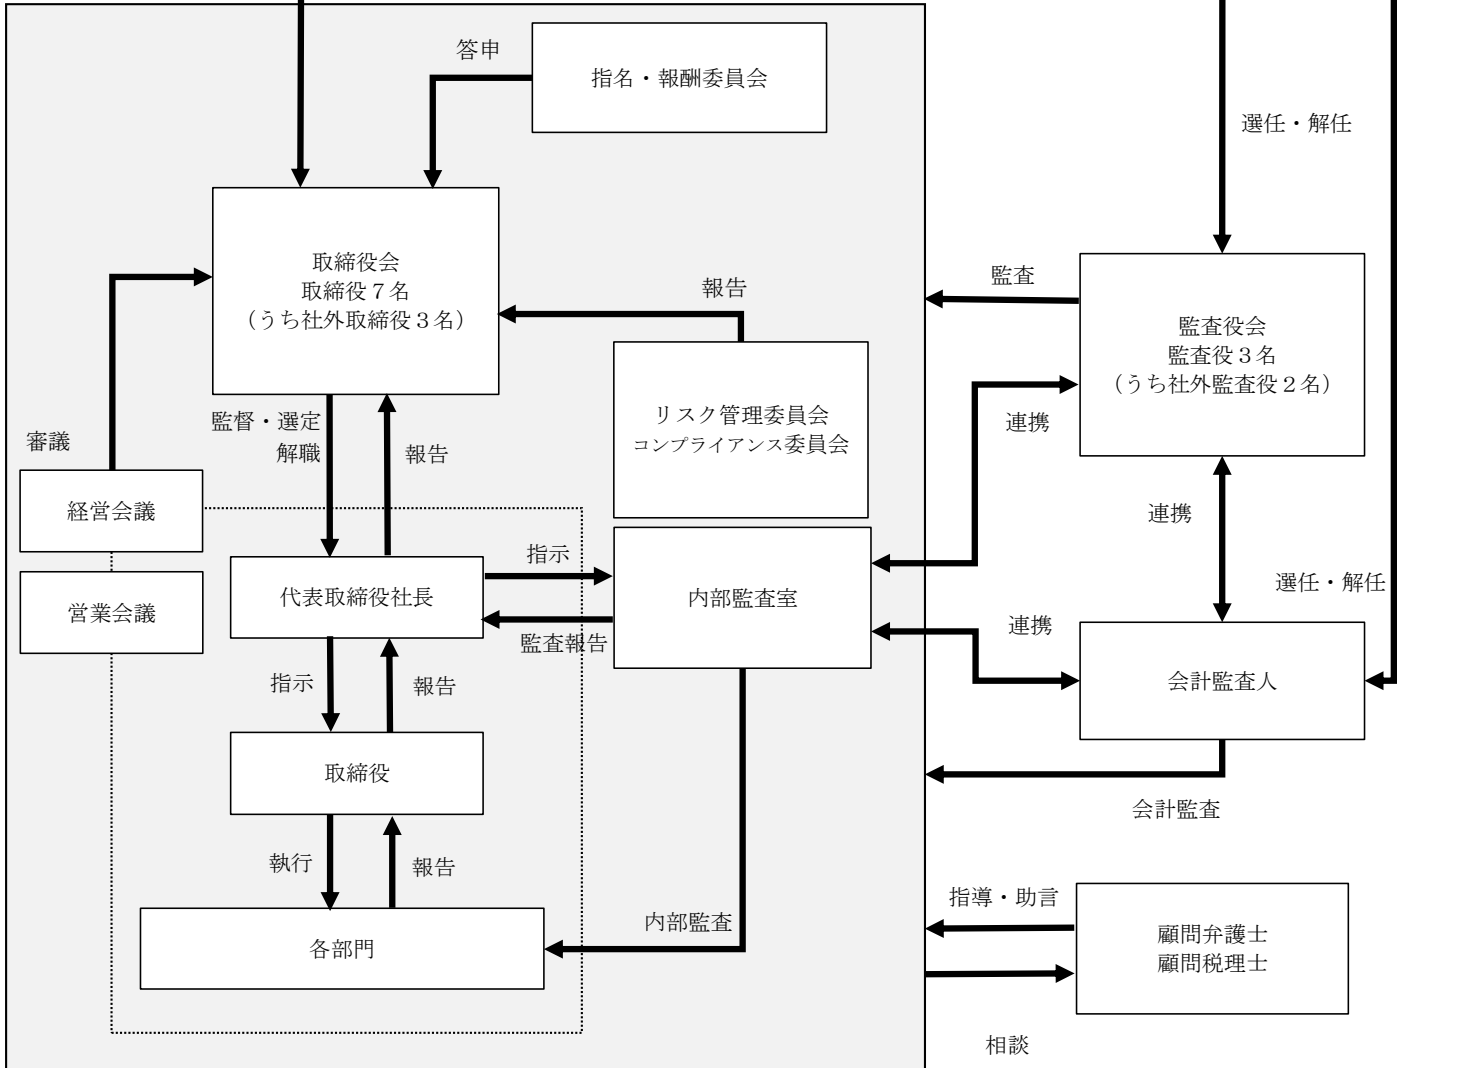 答申
指名・報酬委員会
選任・解任
取締役会
取締役７名
（うち社外取締役３名）
報告
監査
監査役会
監査役３名
（うち社外監査役２名）
監督・選定
解職
報告
審議
リスク管理委員会
コンプライアンス委員会
連携
経営会議
連携
指示
代表取締役社長
内部監査室
営業会議
監査報告
選任・解任
連携
指示
報告
会計監査人
取締役
会計監査
執行
報告
指導・助言
内部監査
各部門
顧問弁護士
顧問税理士
相談